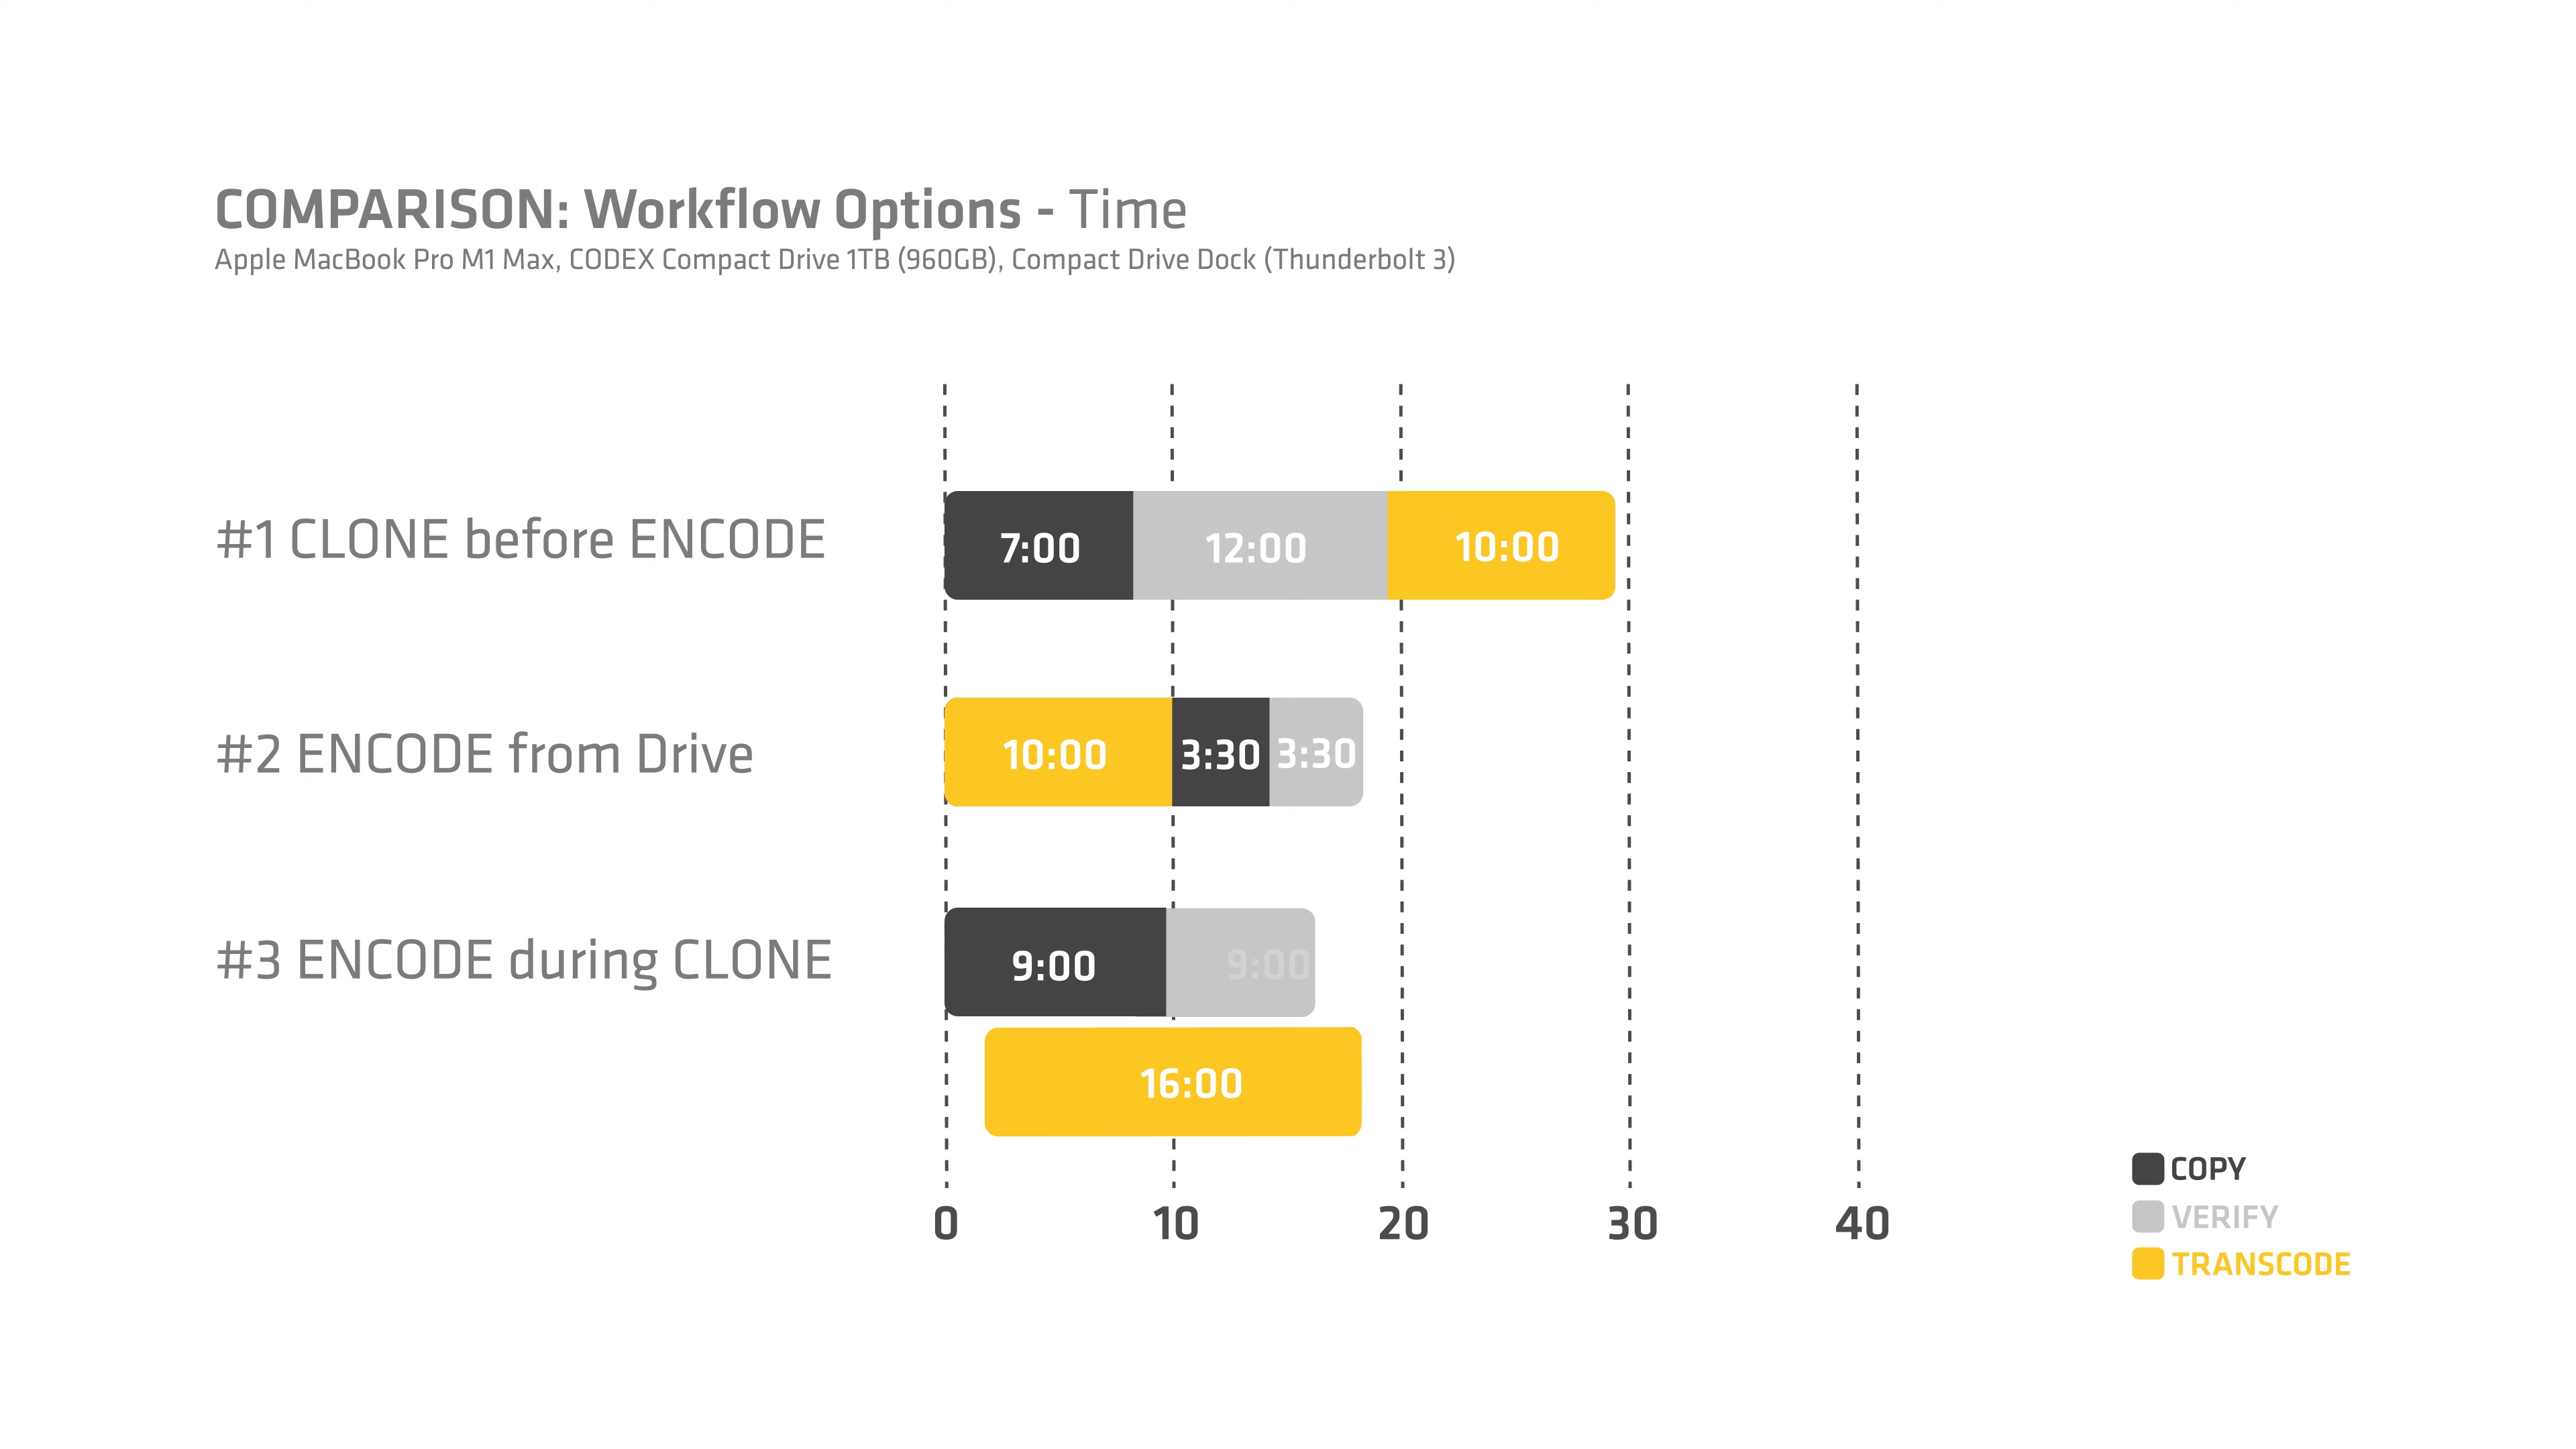 COMPARISON: Workflow Options - Time
Apple MacBook Pro M1 Max, CODEX Compact Drive 1TB (960GB), Compact Drive Dock (Thunderbolt 3)
#1 CLONE before ENCODE
7:00 12:00 10:00
#2 ENCODE from Drive
10:00 3:30 3:30
#3 ENCODE during CLONE
9:00 9:00
16:00
0 10 20 30 40
COPY
VERIFY
TRANSCODE